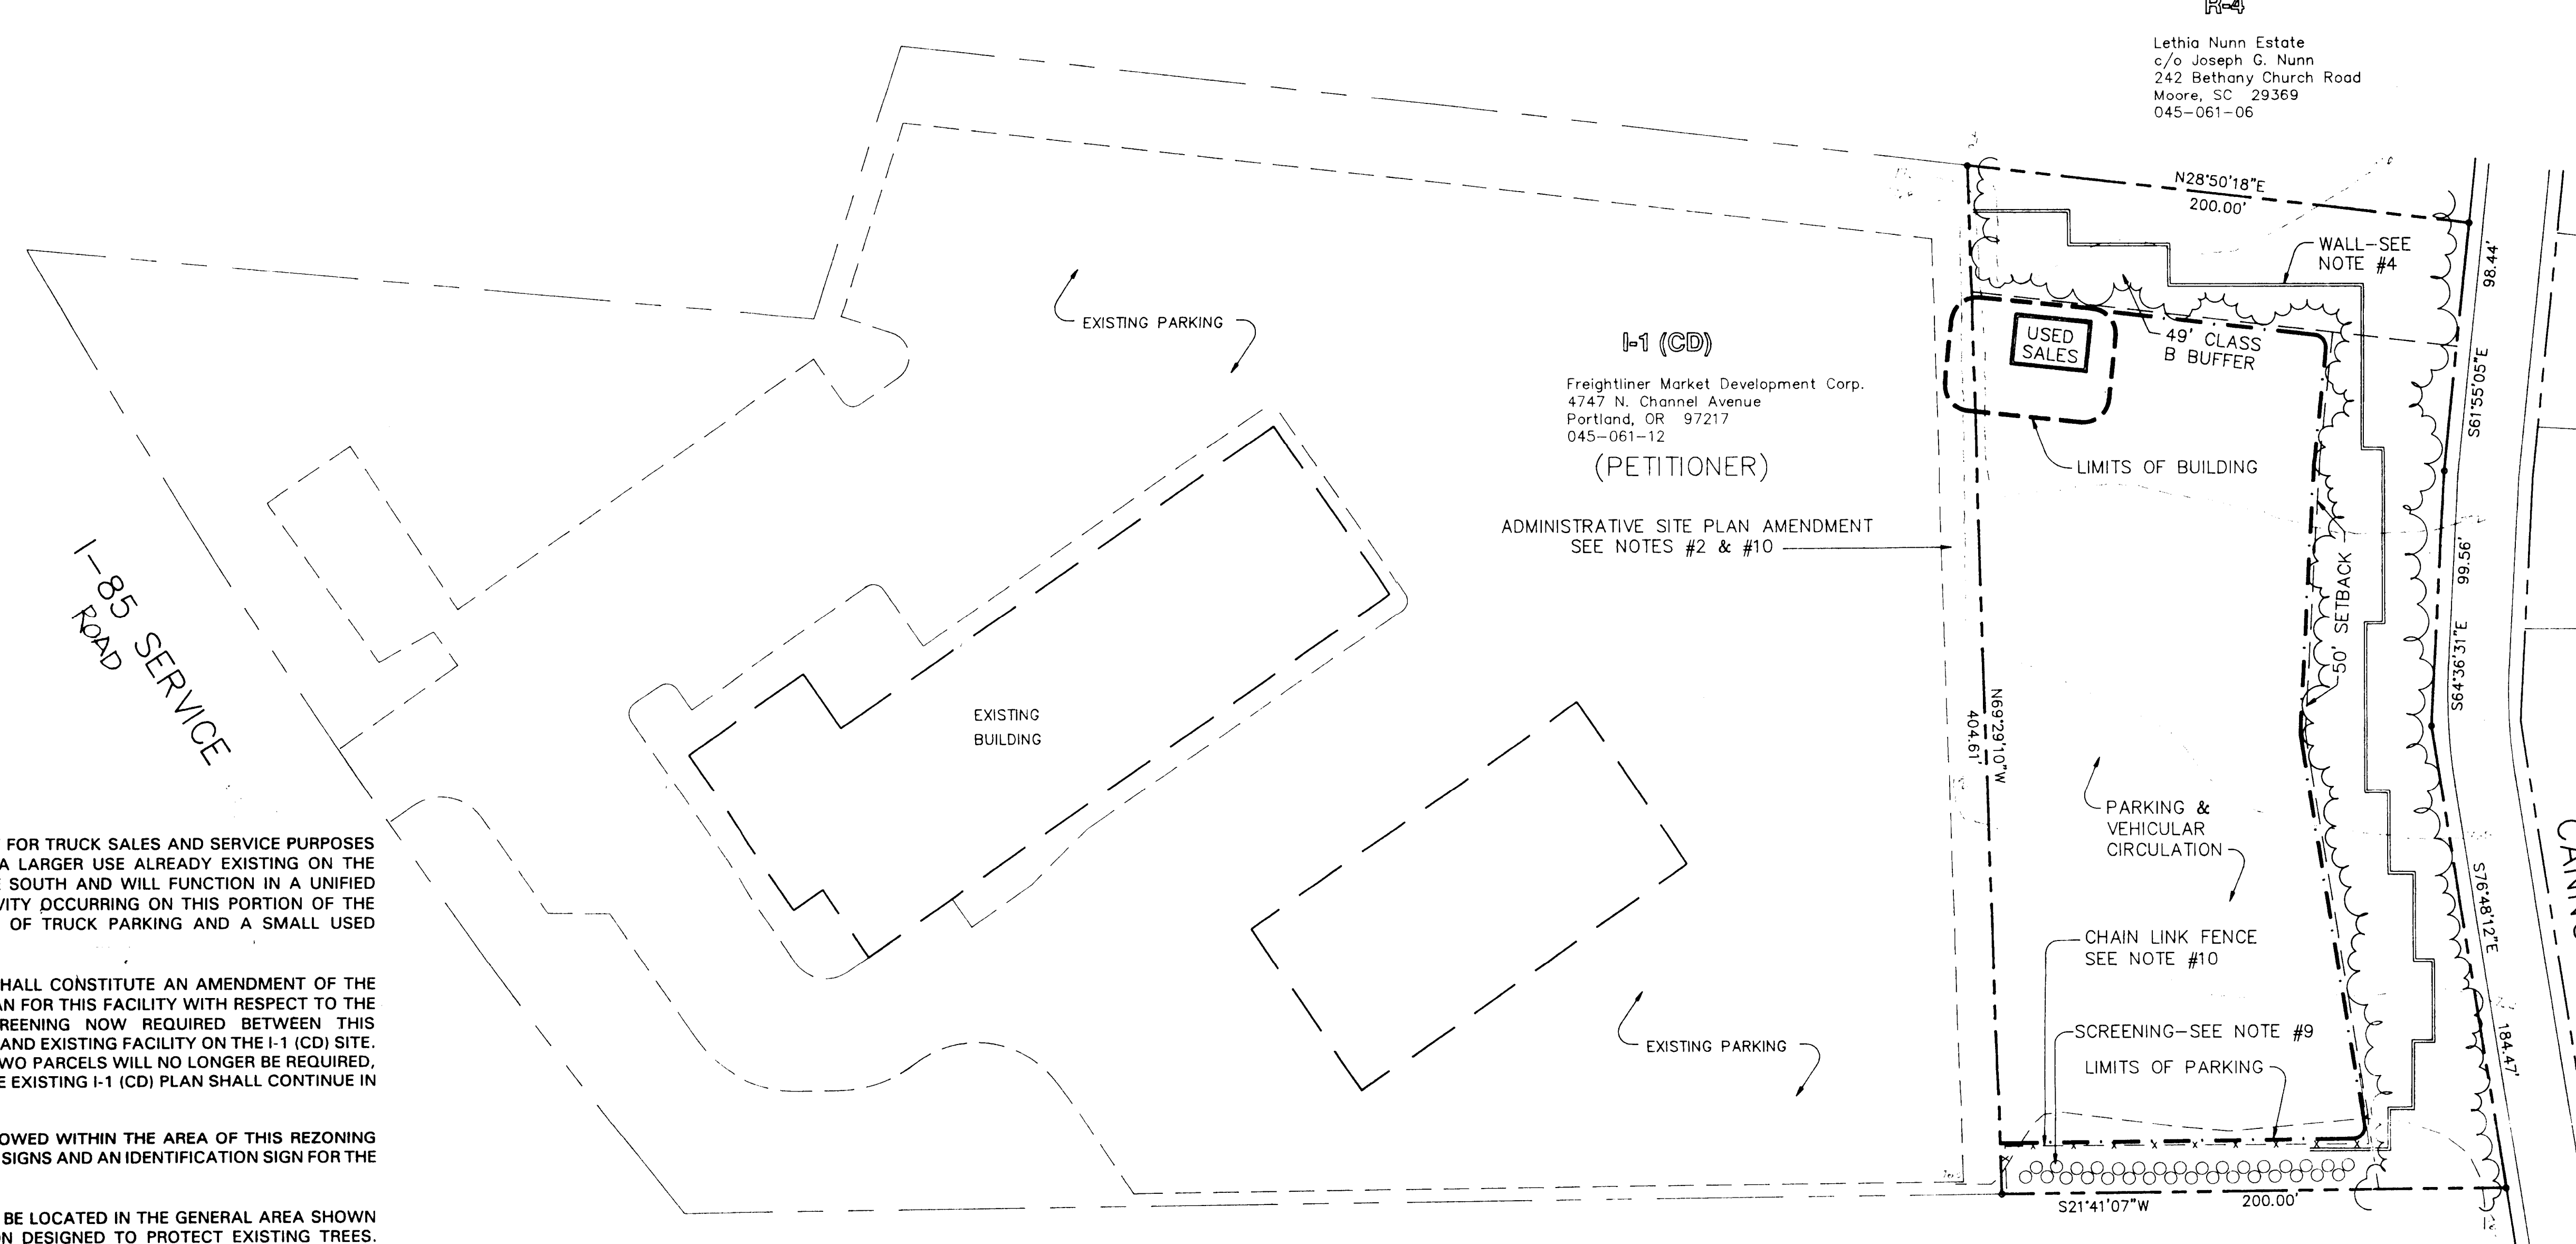 R-4
Lethia Nunn Estate
c/o Joseph G. Nunn
242 Bethany Church Road
Moore, SC 29369
045-061-06
N28°50'18"E
200.00'
WALL-SEE
NOTE #4
98.44'
EXISTING PARKING
I-1 (CD)
USED
SALES
49' CLASS
B BUFFER
S61°55'05"E
Freightliner Market Development Corp.
4747 N. Channel Avenue
Portland, OR 97217
045-061-12
(PETITIONER)
LIMITS OF BUILDING
ADMINISTRATIVE SITE PLAN AMENDMENT
SEE NOTES #2 & #10
99.56'
50' SETBACK
S64°36'31"E
I-85 SERVICE
ROAD
EXISTING
BUILDING
N69°29'10"W
404.61'
PARKING &
VEHICULAR
CIRCULATION
S76°48'12"E
184.47'
CHAIN LINK FENCE
SEE NOTE #10
SCREENING-SEE NOTE #9
LIMITS OF PARKING
EXISTING PARKING
S21°41'07"W
200.00'
FOR TRUCK SALES AND SERVICE PURPOSES
A LARGER USE ALREADY EXISTING ON THE
SOUTH AND WILL FUNCTION IN A UNIFIED
VITY OCCURRING ON THIS PORTION OF THE
OF TRUCK PARKING AND A SMALL USED
HALL CONSTITUTE AN AMENDMENT OF THE
AN FOR THIS FACILITY WITH RESPECT TO THE
REENING NOW REQUIRED BETWEEN THIS
AND EXISTING FACILITY ON THE I-1 (CD) SITE.
WO PARCELS WILL NO LONGER BE REQUIRED,
E EXISTING I-1 (CD) PLAN SHALL CONTINUE IN
OWED WITHIN THE AREA OF THIS REZONING
SIGNS AND AN IDENTIFICATION SIGN FOR THE
BE LOCATED IN THE GENERAL AREA SHOWN
ON DESIGNED TO PROTECT EXISTING TREES.